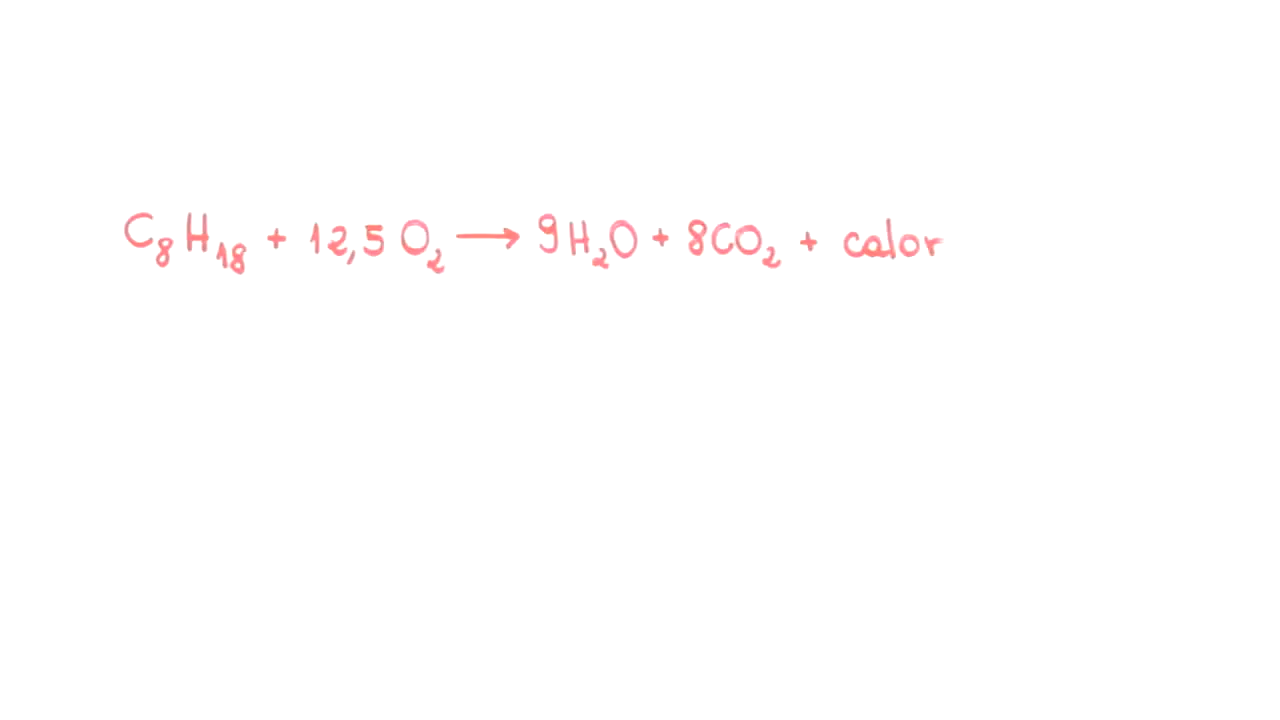 C₈H₁₈ + 12,5 O₂ → 9H₂O + 8CO₂ + calor